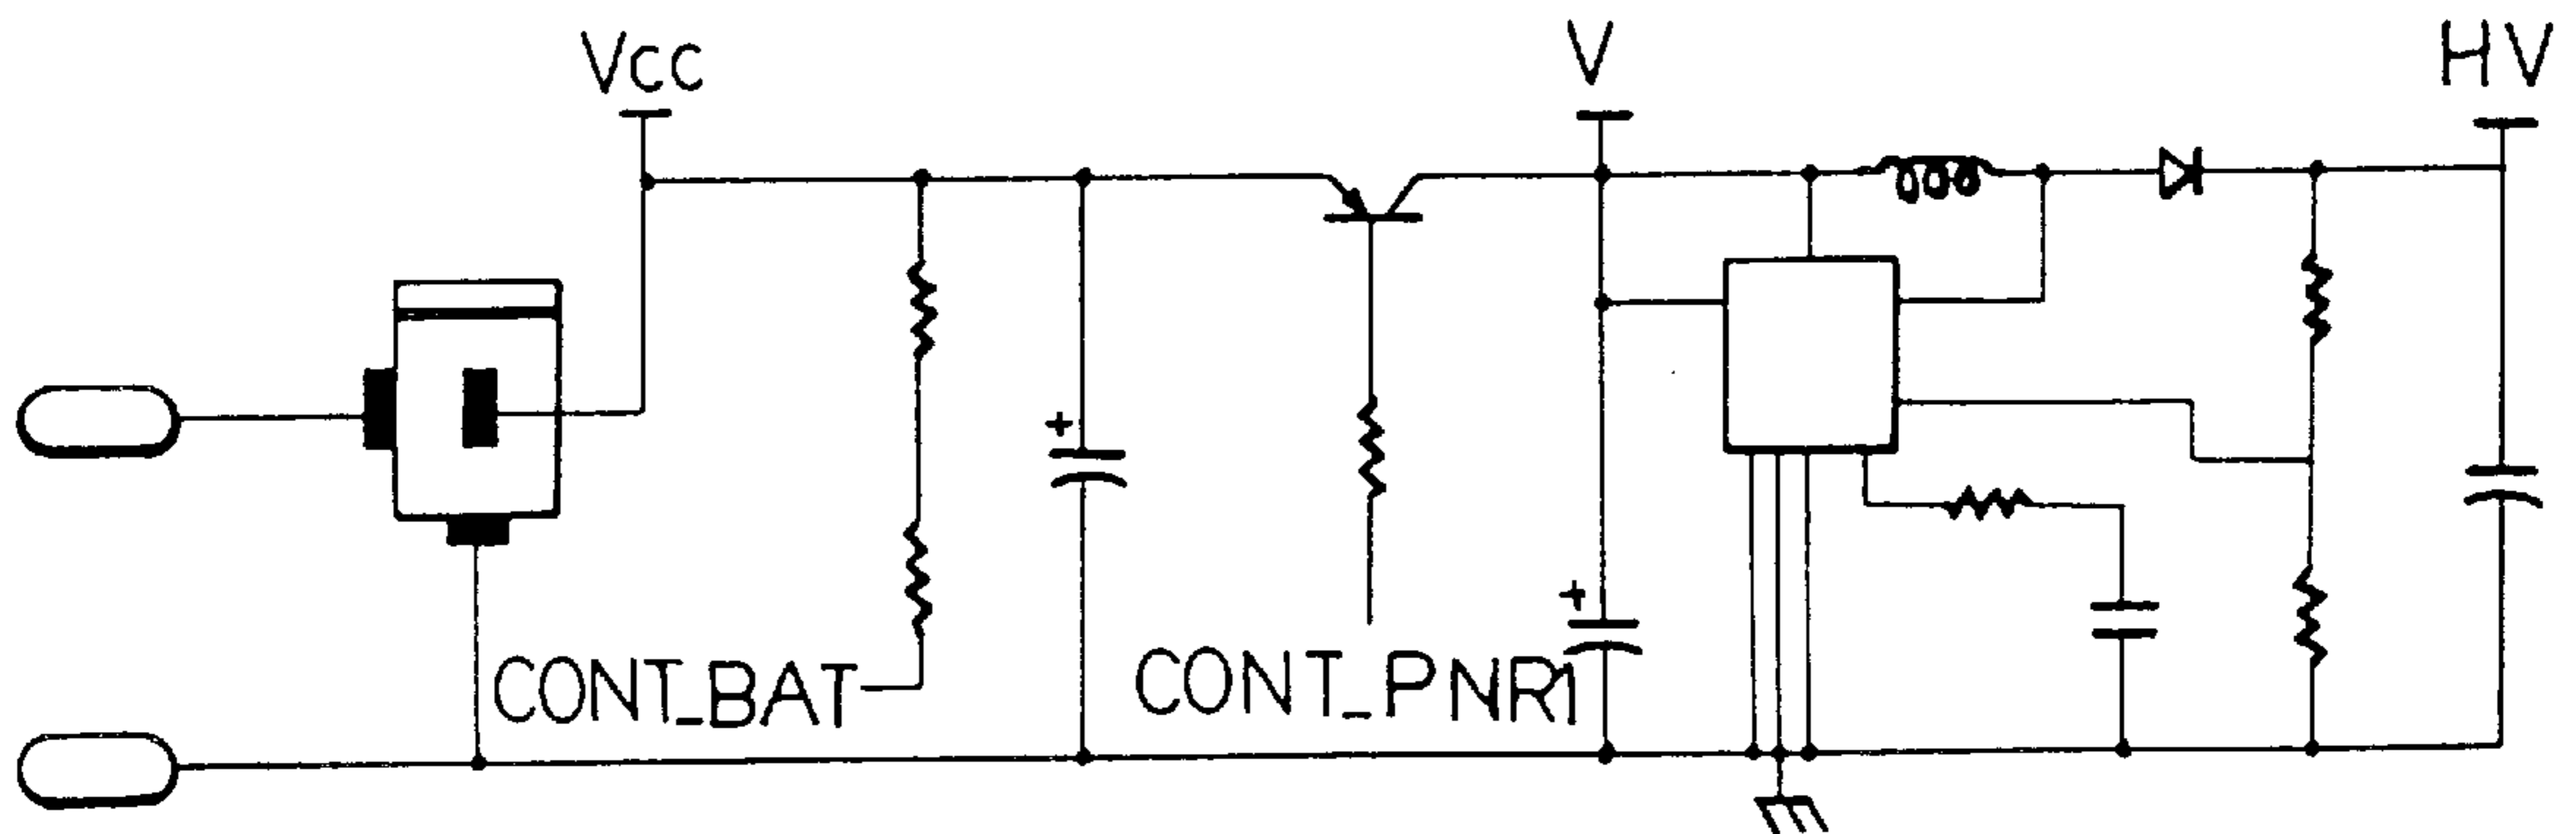 Vcc
V
HV
+
+
CONT_BAT
CONT_PNR1